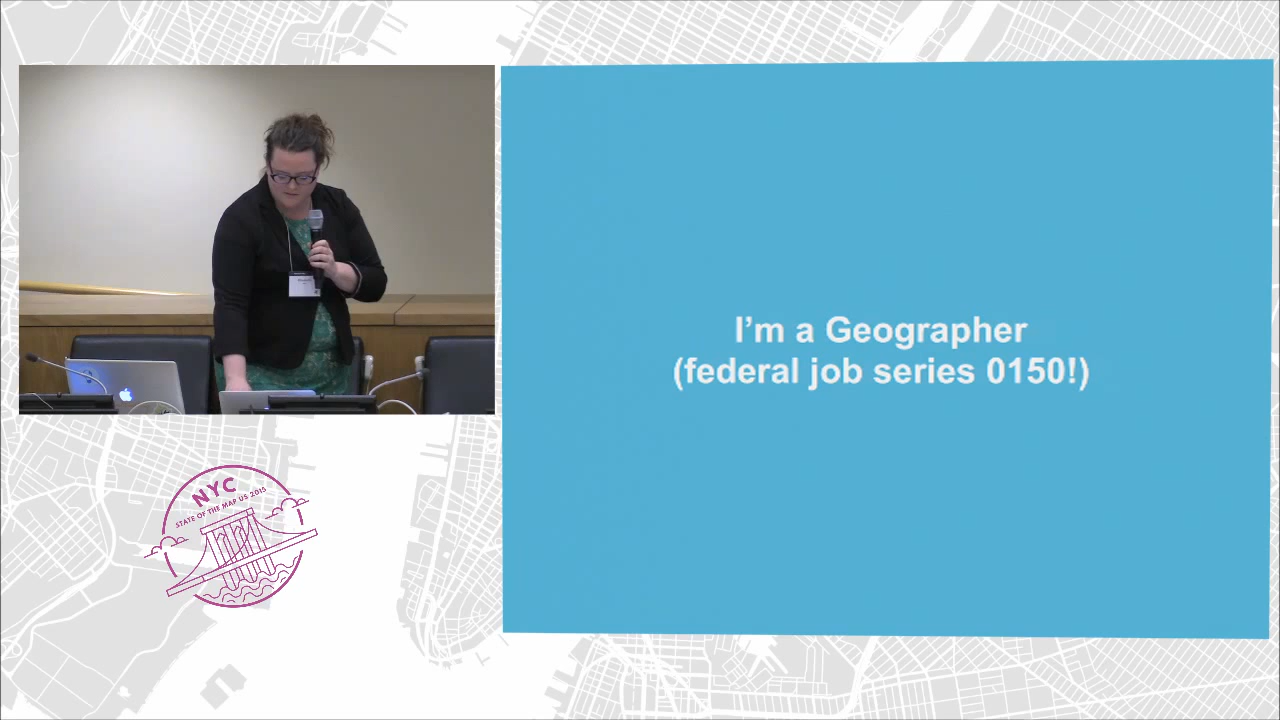 I'm a Geographer
(federal job series 0150!)
NYC
STATE OF THE MAP US 2015